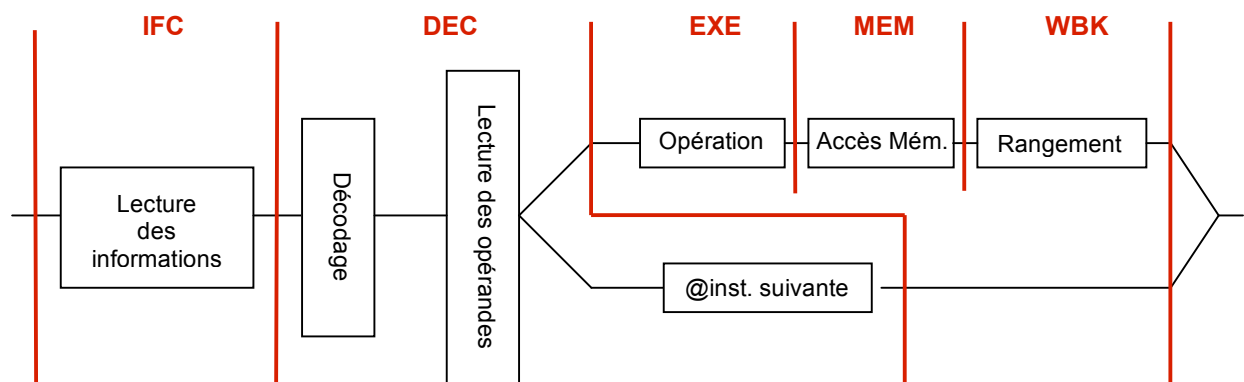 IFC
DEC
EXE
MEM
WBK
Lecture
des
informations
Décodage
Lecture des opérandes
Opération
Accès Mém.
Rangement
@inst. suivante